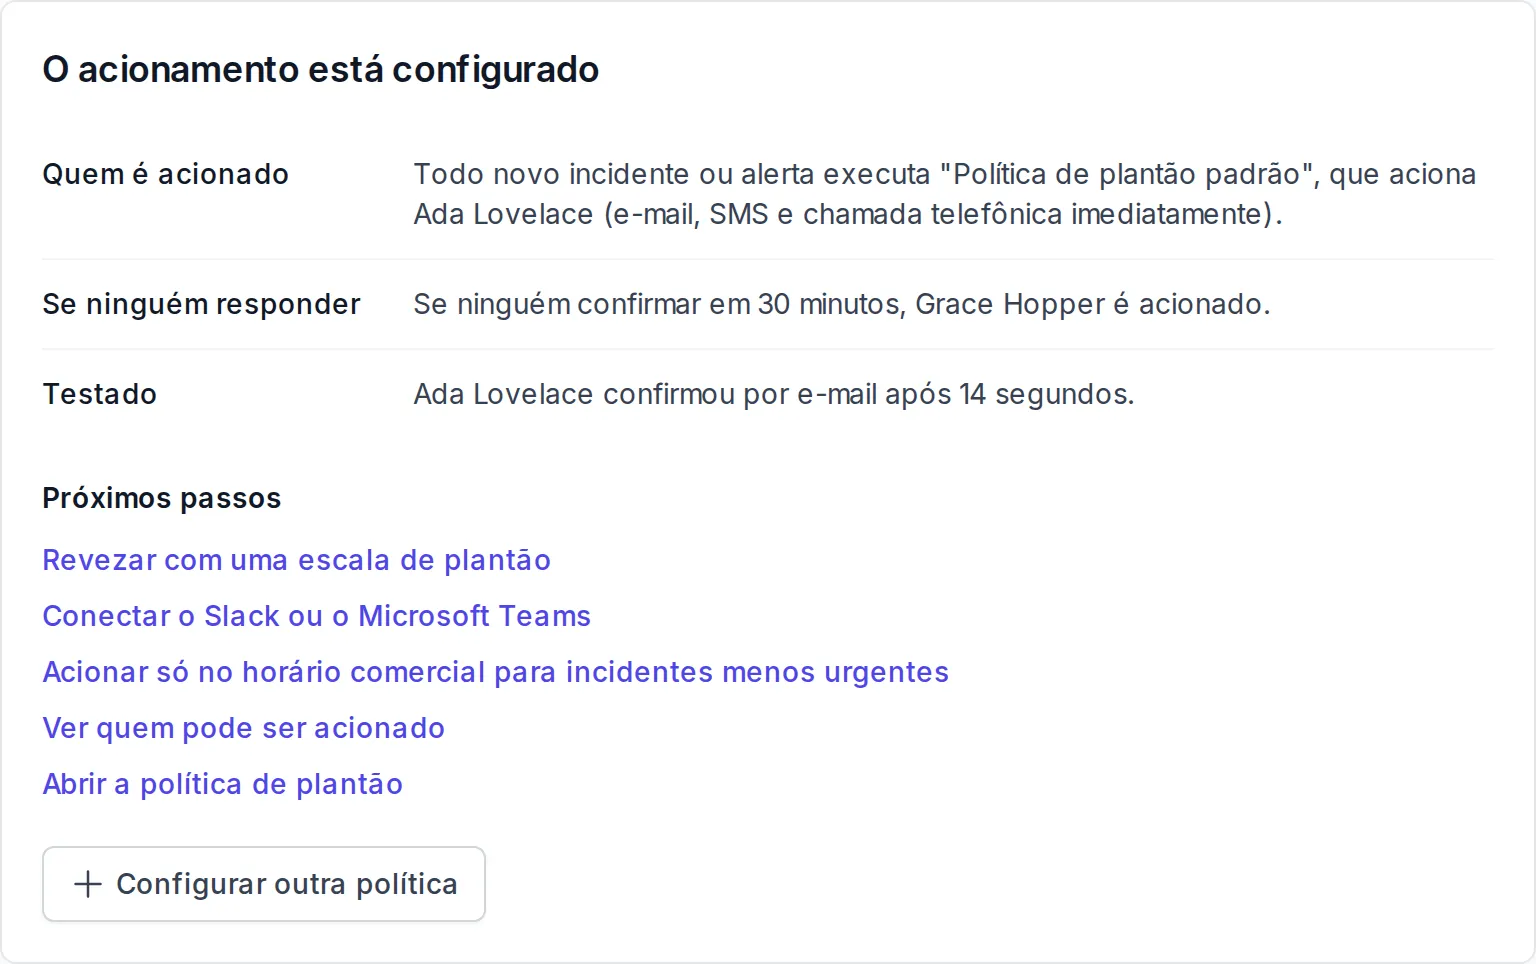 O acionamento está configurado
Quem é acionado
Todo novo incidente ou alerta executa "Política de plantão padrão", que aciona
Ada Lovelace (e-mail, SMS e chamada telefônica imediatamente).
Se ninguém responder
Se ninguém confirmar em 30 minutos, Grace Hopper é acionado.
Testado
Ada Lovelace confirmou por e-mail após 14 segundos.
Próximos passos
Revezar com uma escala de plantão
Conectar o Slack ou o Microsoft Teams
Acionar só no horário comercial para incidentes menos urgentes
Ver quem pode ser acionado
Abrir a política de plantão
Configurar outra política